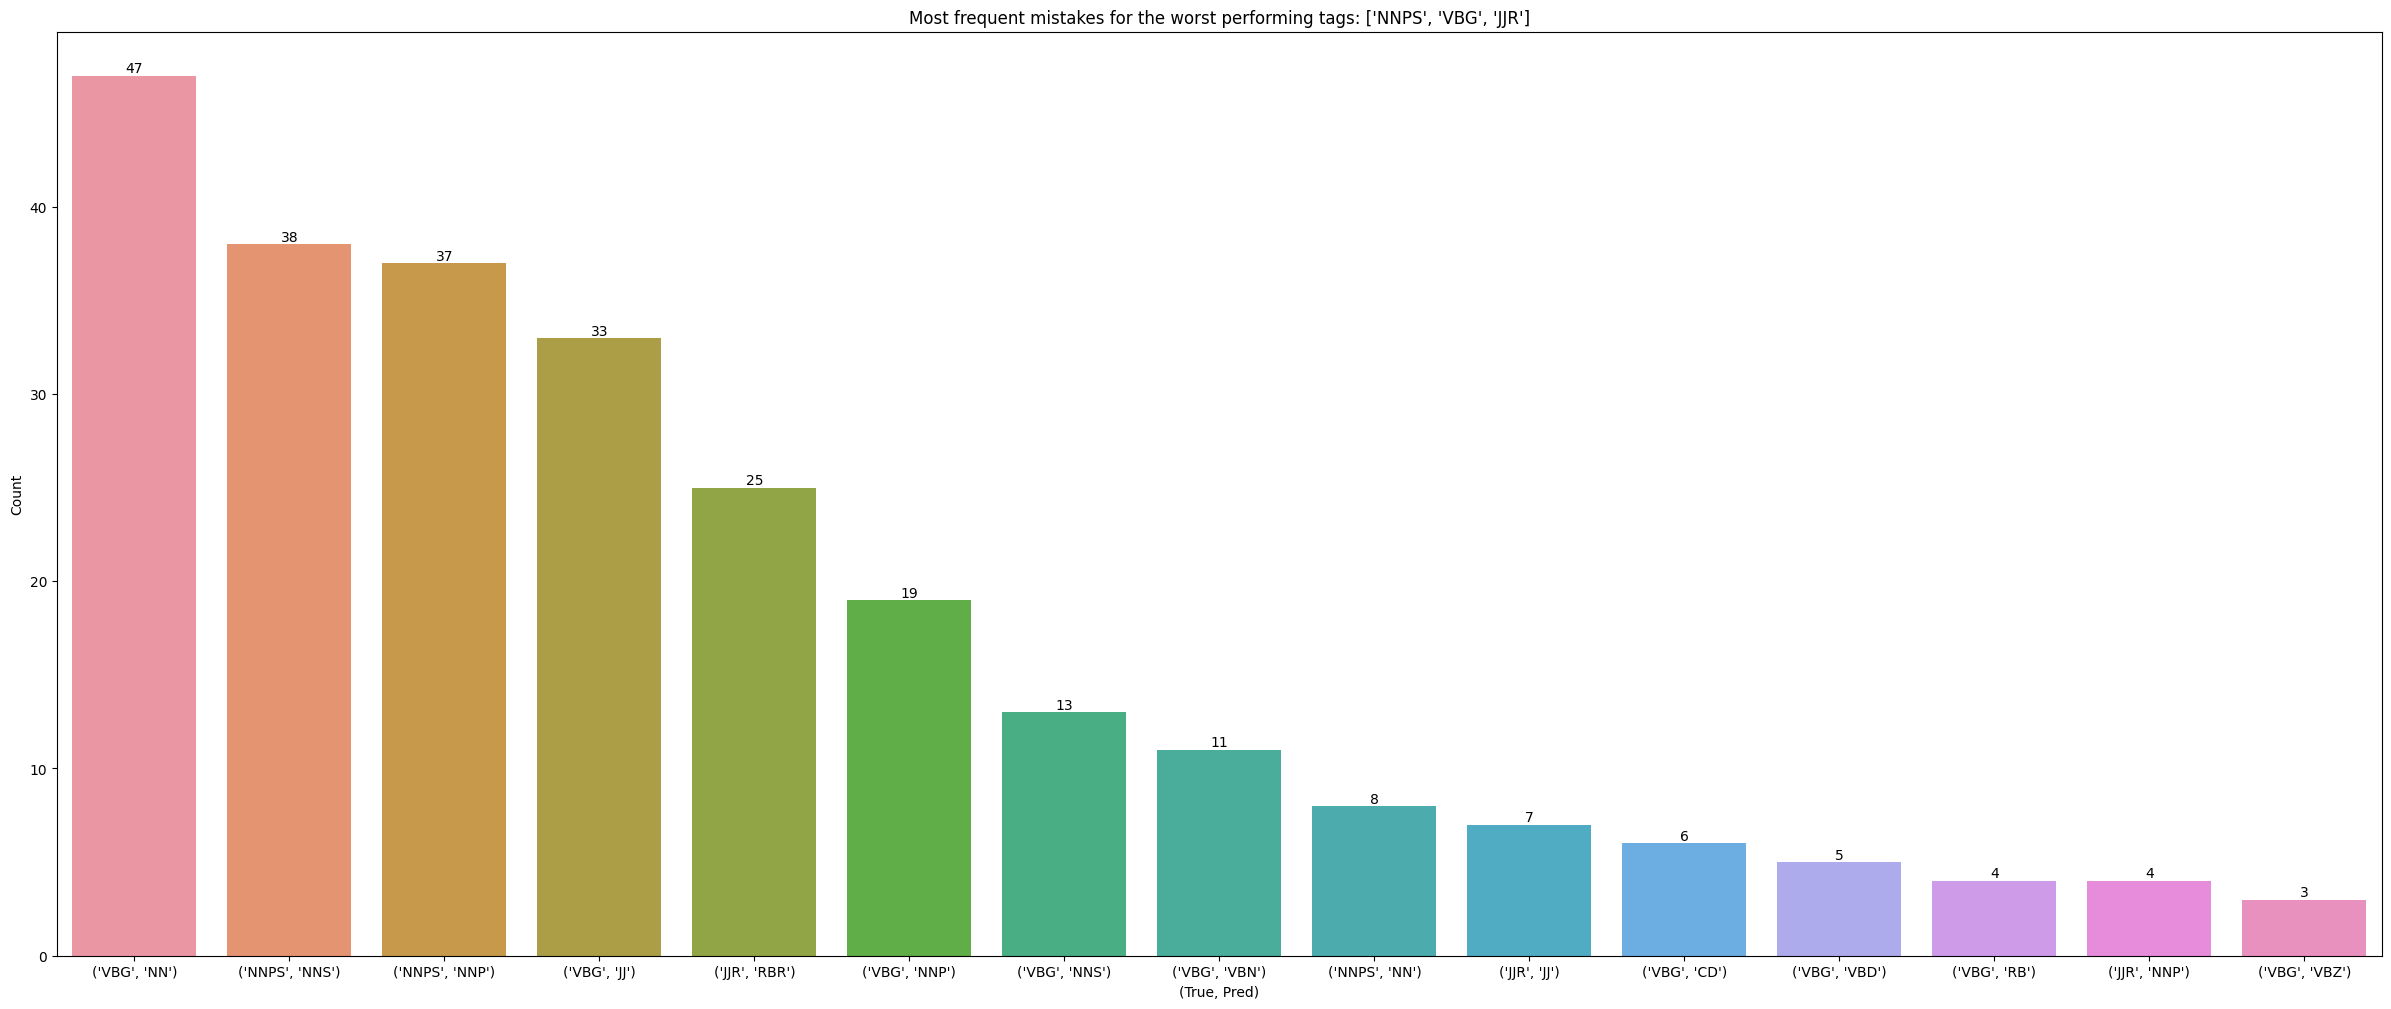 Most frequent mistakes for the worst performing tags: ['NNPS', 'VBG', 'JJR']
47
38
37
33
25
19
13
11
8
7
6
5
4
4
3
40
30
20
10
0
Count
('VBG', 'NN')
('NNPS', 'NNS')
('NNPS', 'NNP')
('VBG', 'JJ')
('JJR', 'RBR')
('VBG', 'NNP')
('VBG', 'NNS')
('VBG', 'VBN')
('NNPS', 'NN')
('JJR', 'JJ')
('VBG', 'CD')
('VBG', 'VBD')
('VBG', 'RB')
('JJR', 'NNP')
('VBG', 'VBZ')
(True, Pred)